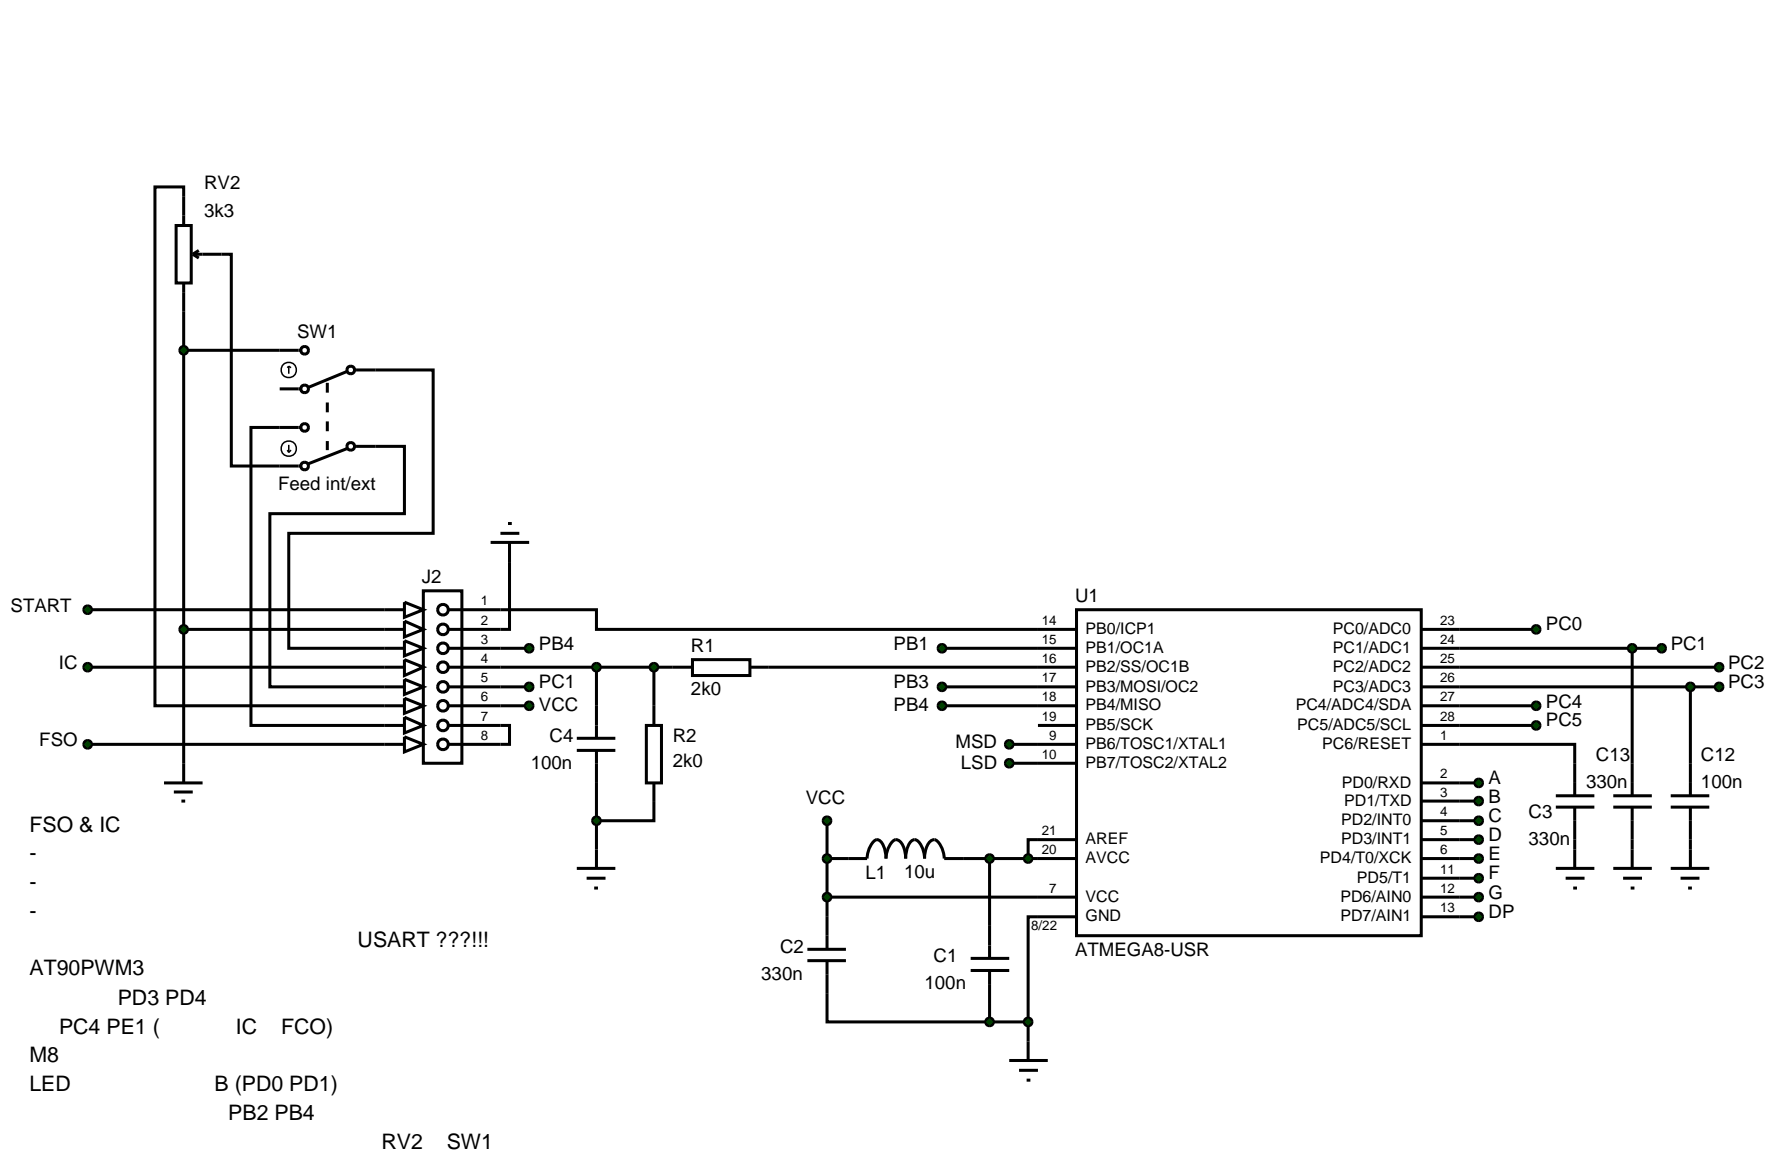 RV2
3k3
SW1
Feed int/ext
J2
START
IC
FSO
1
2
3
4
5
6
7
8
PB4
PC1
VCC
C4
100n
R2
2k0
R1
2k0
U1
PB1
PB3
PB4
MSD
LSD
14 PB0/ICP1
15 PB1/OC1A
16 PB2/SS/OC1B
17 PB3/MOSI/OC2
18 PB4/MISO
19 PB5/SCK
9 PB6/TOSC1/XTAL1
10 PB7/TOSC2/XTAL2
21 AREF
20 AVCC
7 VCC
GND
8/22
PC0/ADC0 23 PC0
PC1/ADC1 24 PC1
PC2/ADC2 25 PC2
PC3/ADC3 26 PC3
PC4/ADC4/SDA 27 PC4
PC5/ADC5/SCL 28 PC5
PC6/RESET 1
PD0/RXD 2 A
PD1/TXD 3 B
PD2/INT0 4 C
PD3/INT1 5 D
PD4/T0/XCK 6 E
PD5/T1 11 F
PD6/AIN0 12 G
PD7/AIN1 13 DP
ATMEGA8-USR
C13
330n
C12
100n
C3
330n
VCC
L1 10u
C2
330n
C1
100n
FSO & IC
-
-
-
USART ???!!!
AT90PWM3
PD3 PD4
PC4 PE1 ( IC FCO)
M8
LED B (PD0 PD1)
PB2 PB4
RV2 SW1